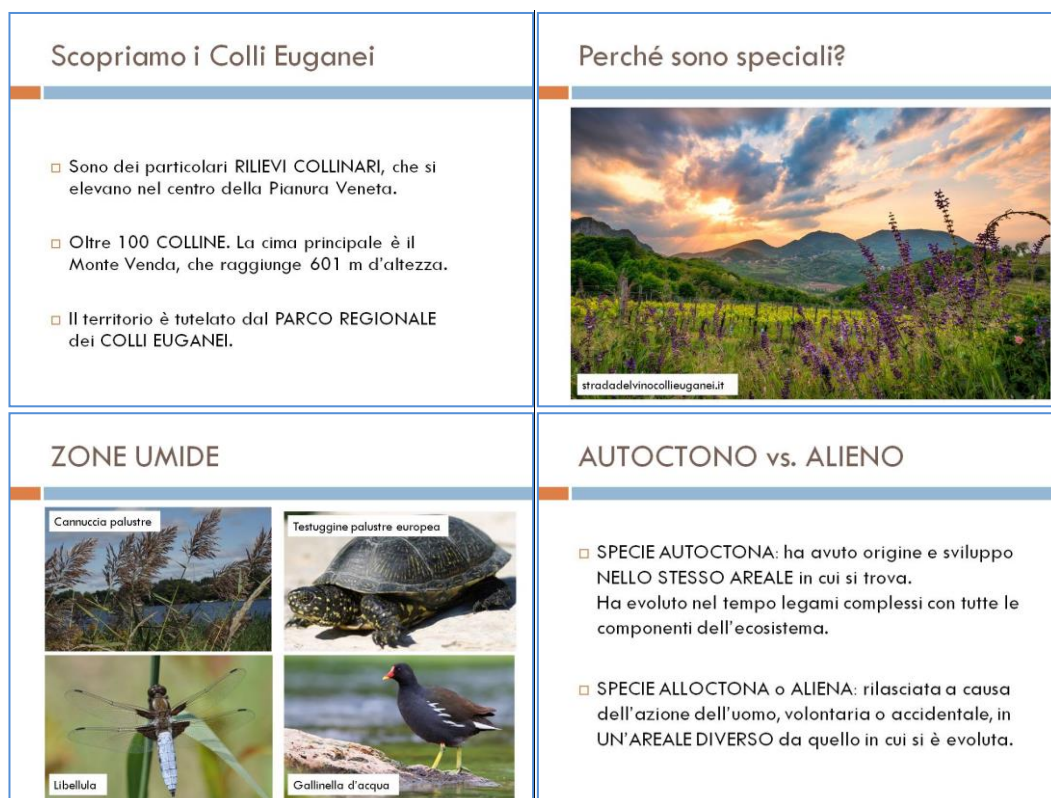 Scopriamo i Colli Euganei
Sono dei particolari RILIEVI COLLINARI, che si
elevano nel centro della Pianura Veneta.
Oltre 100 COLLINE. La cima principale è il
Monte Venda, che raggiunge 601 m d'altezza.
Il territorio è tutelato dal PARCO REGIONALE
dei COLLI EUGANEI.
Perché sono speciali?
stradadelvinocollieuganei.it
ZONE UMIDE
Cannuccia palustre
Testuggine palustre europea
Libellula
Gallinella d'acqua
AUTOCTONO vs. ALIENO
SPECIE AUTOCTONA: ha avuto origine e sviluppo
NELLO STESSO AREALE in cui si trova.
Ha evoluto nel tempo legami complessi con tutte le
componenti dell'ecosistema.
SPECIE ALLOCTONA o ALIENA: rilasciata a causa
dell'azione dell'uomo, volontaria o accidentale, in
UN'AREALE DIVERSO da quello in cui si è evoluta.